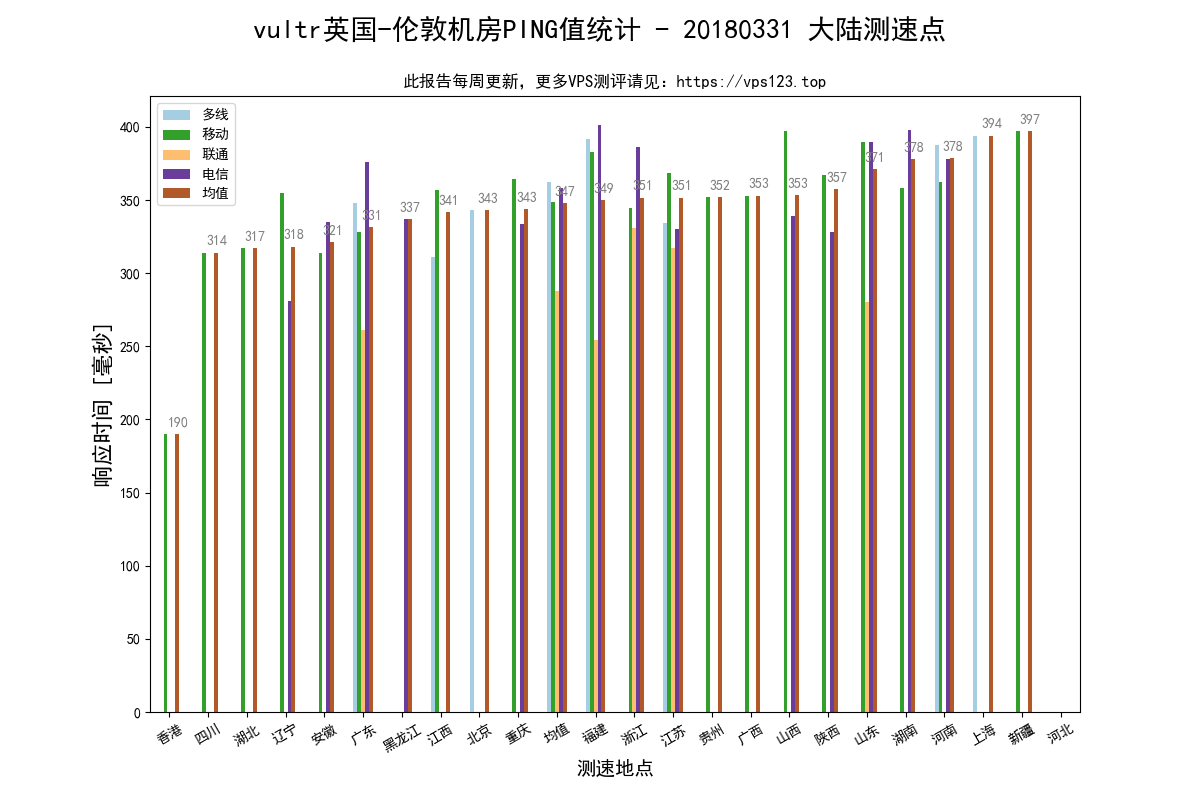 vultr英国-伦敦机房PING值统计 - 20180331 大陆测速点
此报告每周更新，更多VPS测评请见：https://vps123.top
多线
移动
联通
电信
均值
响应时间 [毫秒]
400
350
300
250
200
150
100
50
0
190
314
317
318
321
331
337
341
343
343
347
349
351
351
352
353
353
357
371
378
378
394
397
香港
四川
湖北
辽宁
安徽
广东
黑龙江
江西
北京
重庆
均值
福建
浙江
江苏
贵州
广西
山西
陕西
山东
湖南
河南
上海
新疆
河北
测速地点